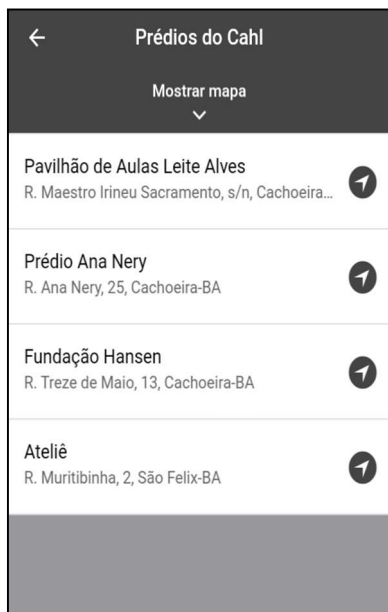 Prédios do Cahl
Mostrar mapa
Pavilhão de Aulas Leite Alves
R. Maestro Irineu Sacramento, s/n, Cachoeira...
Prédio Ana Nery
R. Ana Nery, 25, Cachoeira-BA
Fundação Hansen
R. Treze de Maio, 13, Cachoeira-BA
Ateliê
R. Muritibinha, 2, São Felix-BA